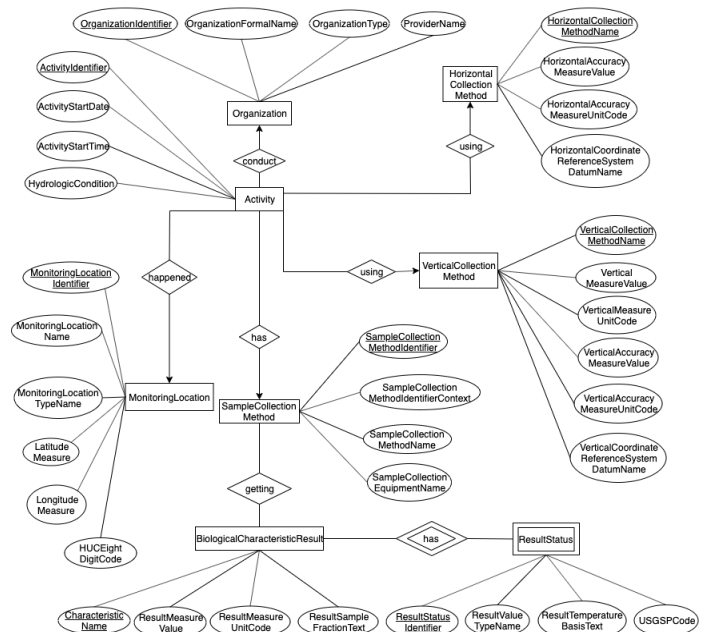 OrganizationIdentifier
OrganizationFormalName
OrganizationType
ProviderName
HorizontalCollection
MethodName
ActivityIdentifier
HorizontalAccuracy
MeasureValue
Horizontal
Collection
Method
ActivityStartDate
Organization
HorizontalAccuracy
MeasureUnitCode
ActivityStartTime
conduct
using
HorizontalCoordinate
ReferenceSystem
DatumName
HydrologicCondition
Activity
VerticalCollection
MethodName
MonitoringLocation
Identifier
happened
using
VerticalCollection
Method
Vertical
MeasureValue
VerticalMeasure
UnitCode
MonitoringLocation
Name
has
SampleCollection
MethodIdentifier
VerticalAccuracy
MeasureValue
MonitoringLocation
TypeName
MonitoringLocation
SampleCollection
Method
SampleCollection
MethodIdentifierContext
VerticalAccuracy
MeasureUnitCode
Latitude
Measure
SampleCollection
MethodName
VerticalCoordinate
ReferenceSystem
DatumName
Longitude
Measure
getting
SampleCollection
EquipmentName
HUCEight
DigitCode
BiologicalCharacteristicResult
has
ResultStatus
Characteristic
Name
ResultMeasure
Value
ResultMeasure
UnitCode
ResultSample
FractionText
ResultStatus
Identifier
ResultValue
TypeName
ResultTemperature
BasisText
USGSPCode